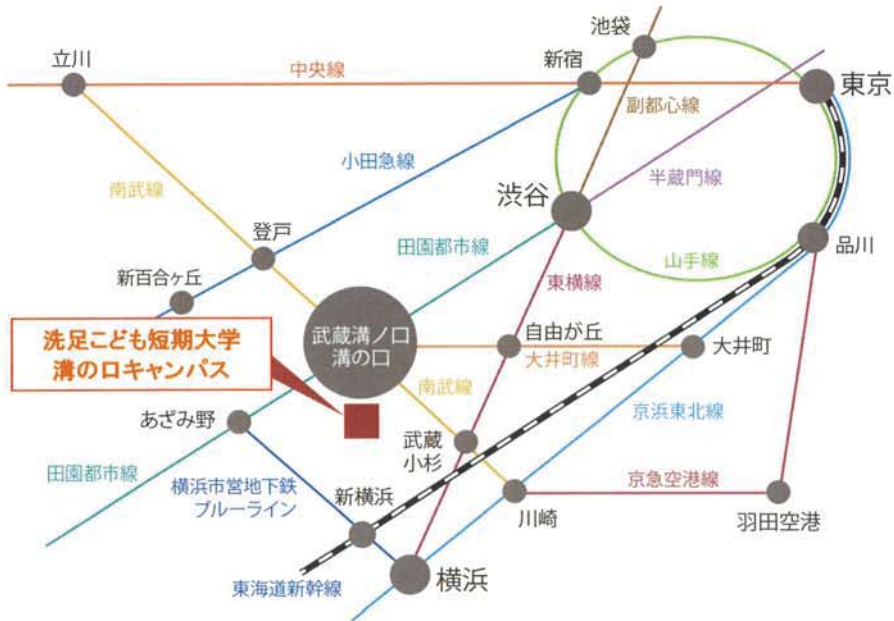 池袋
立川
新宿
中央線
東京
副都心線
小田急線
半蔵門線
南武線
渋谷
登戸
田園都市線
品川
新百合ヶ丘
山手線
東横線
洗足こども短期大学
溝の口キャンパス
武蔵溝ノ口
溝の口
自由が丘
大井町線
大井町
南武線
京浜東北線
あざみ野
武蔵
小杉
田園都市線
横浜市営地下鉄
ブルーライン
新横浜
京急空港線
川崎
羽田空港
東海道新幹線
横浜